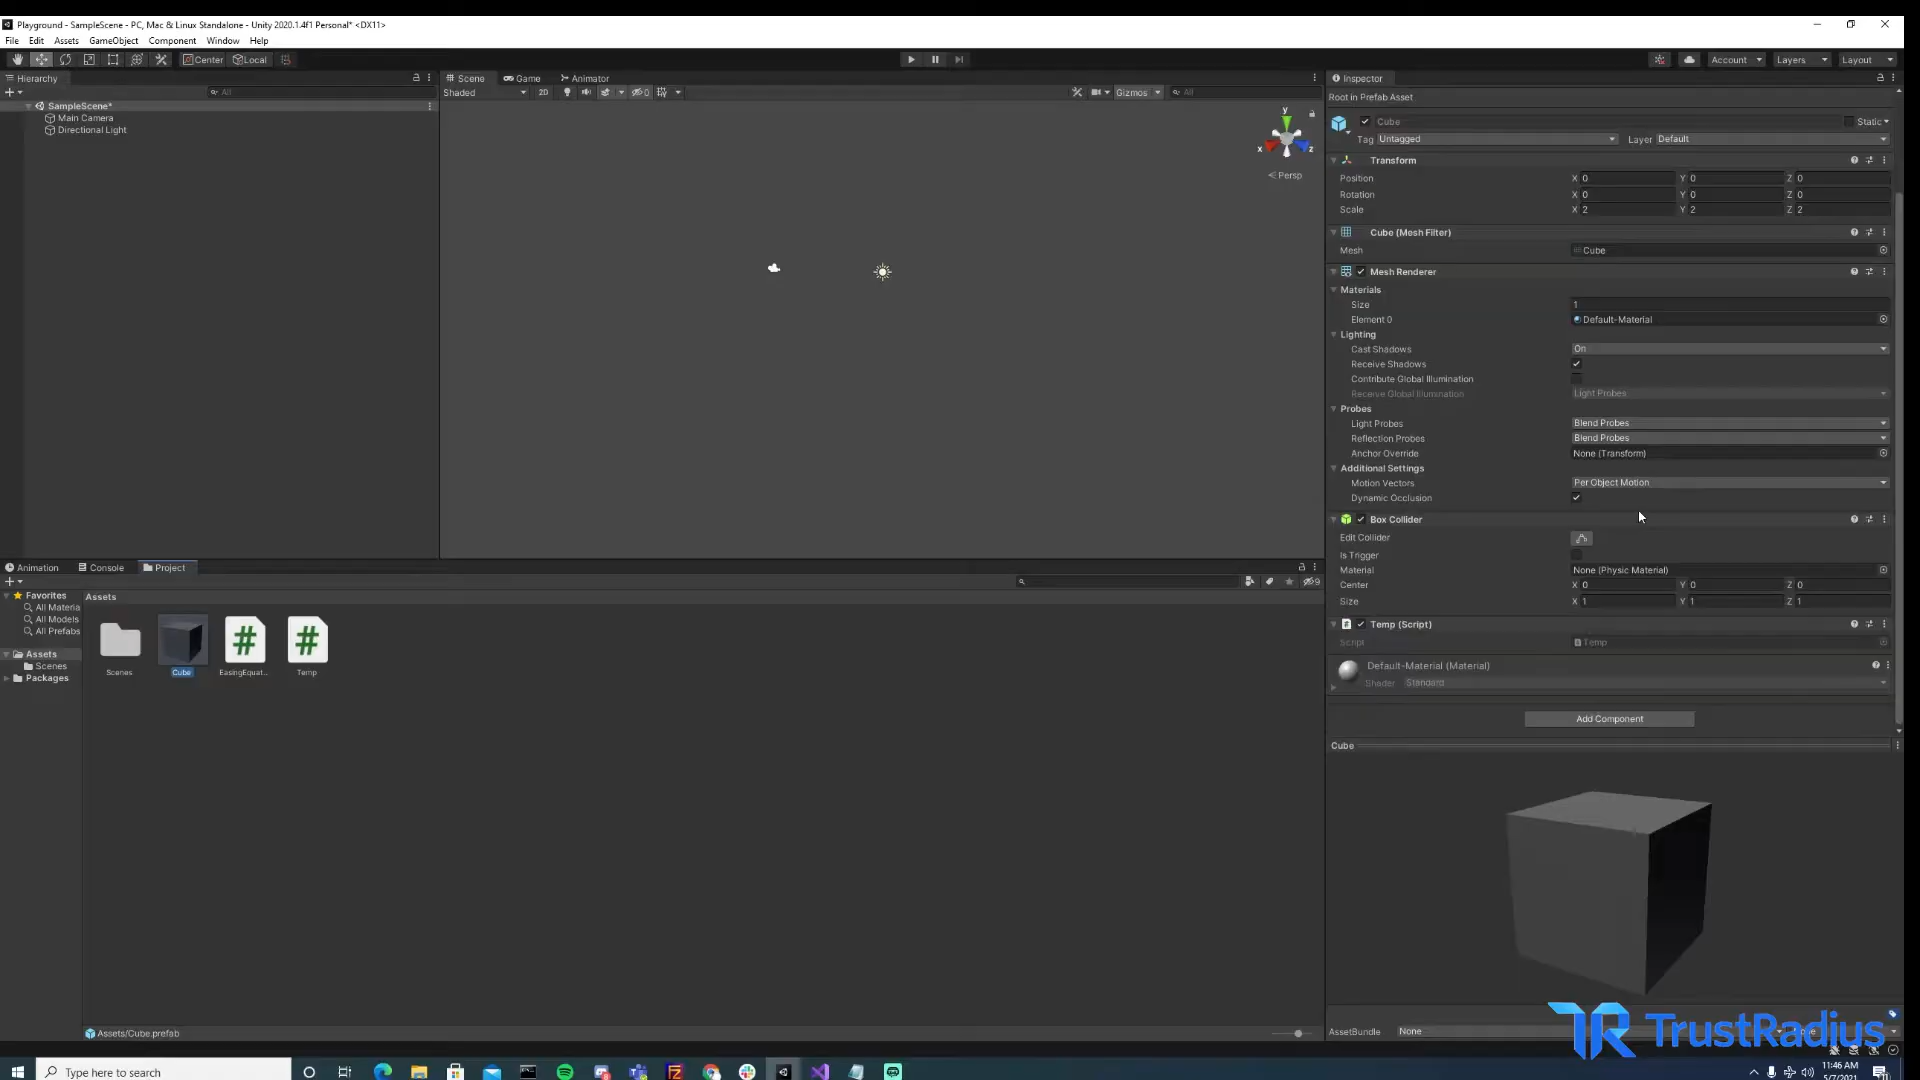 Playground - SampleScene - PC, Mac & Linux Standalone - Unity 2020.1.4f1 Personal* <DX11>
File Edit Assets GameObject Component Window Help
Center Local Account Layers Layout
Hierarchy Scene Game Animator Inspector
All Shaded 2D 0 Gizmos All
SampleScene*
Main Camera
Directional Light
y
x z
Persp
Root in Prefab Asset
Cube Static
Tag Untagged Layer Default
Transform
Position X 0 Y 0 Z 0
Rotation X 0 Y 0 Z 0
Scale X 2 Y 2 Z 2
Cube (Mesh Filter)
Mesh Cube
Mesh Renderer
Materials
Size 1
Element 0 Default-Material
Lighting
Cast Shadows On
Receive Shadows
Contribute Global Illumination
Receive Global Illumination Light Probes
Probes
Light Probes Blend Probes
Reflection Probes Blend Probes
Anchor Override None (Transform)
Additional Settings
Motion Vectors Per Object Motion
Dynamic Occlusion
Box Collider
Edit Collider
Is Trigger
Material None (Physic Material)
Center X 0 Y 0 Z 0
Size X 1 Y 1 Z 1
Temp (Script)
Script Temp
Default-Material (Material)
Shader Standard
Add Component
Cube
AssetBundle None
Animation Console Project
9
Favorites
All Materia
All Models
All Prefabs
Assets
Scenes
Packages
Assets
Scenes Cube EasingEquat... Temp
Assets/Cube.prefab
TrustRadius
Type here to search
11:46 AM
5/7/2021